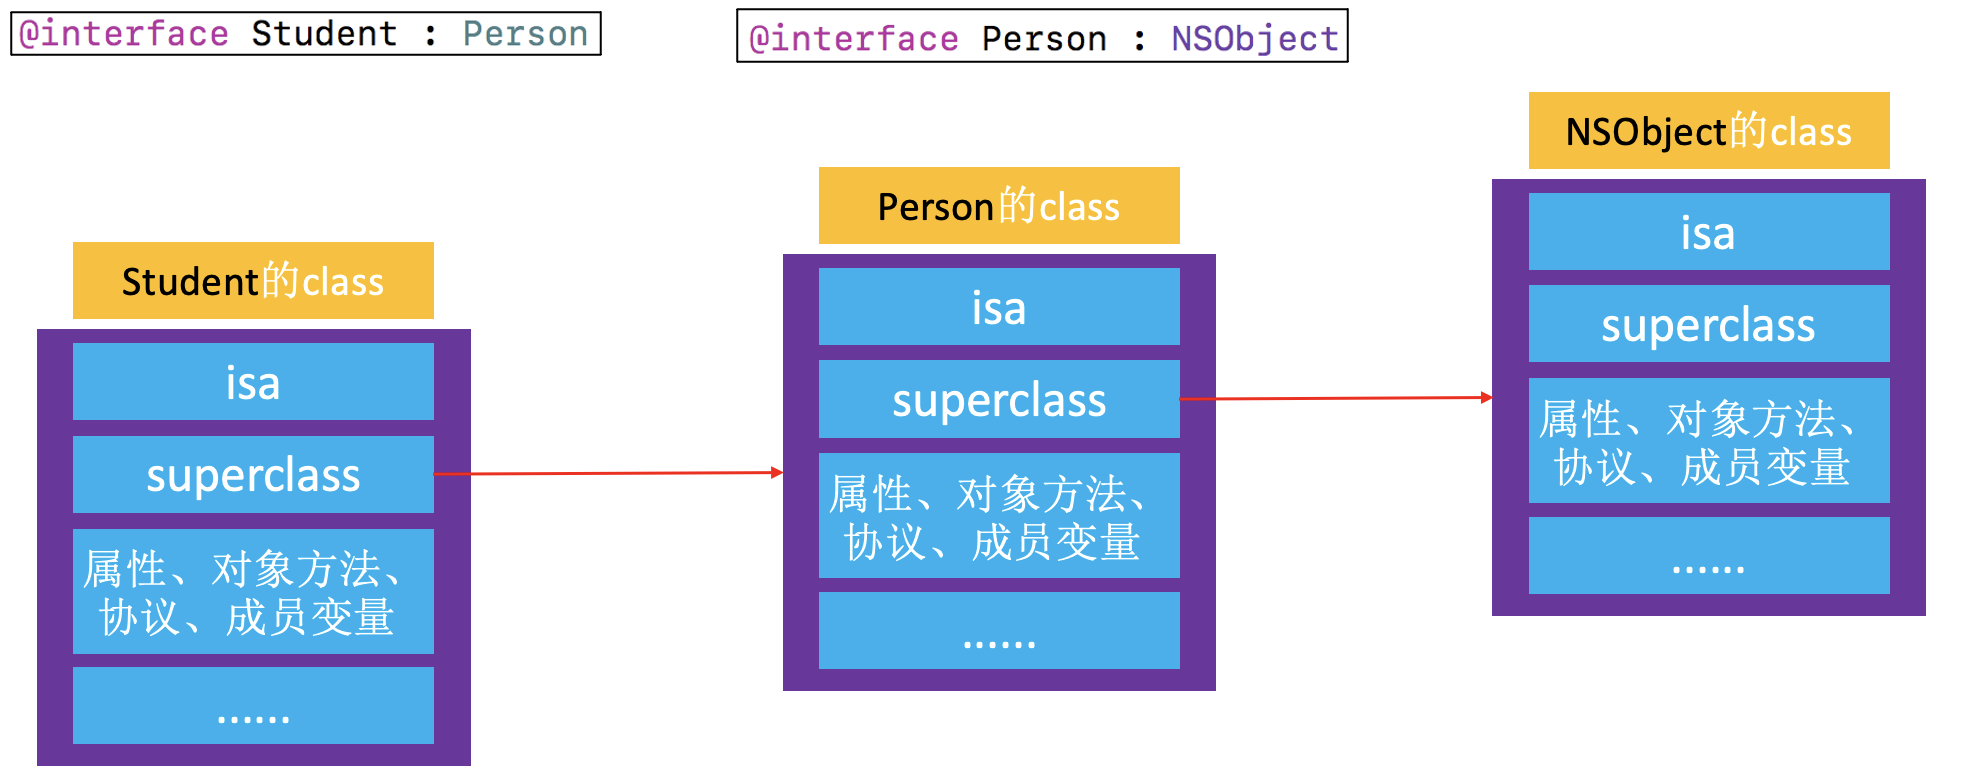 @interface Student : Person
@interface Person : NSObject
Student的class
isa
superclass
属性、对象方法、
协议、成员变量
......
Person的class
isa
superclass
属性、对象方法、
协议、成员变量
......
NSObject的class
isa
superclass
属性、对象方法、
协议、成员变量
......